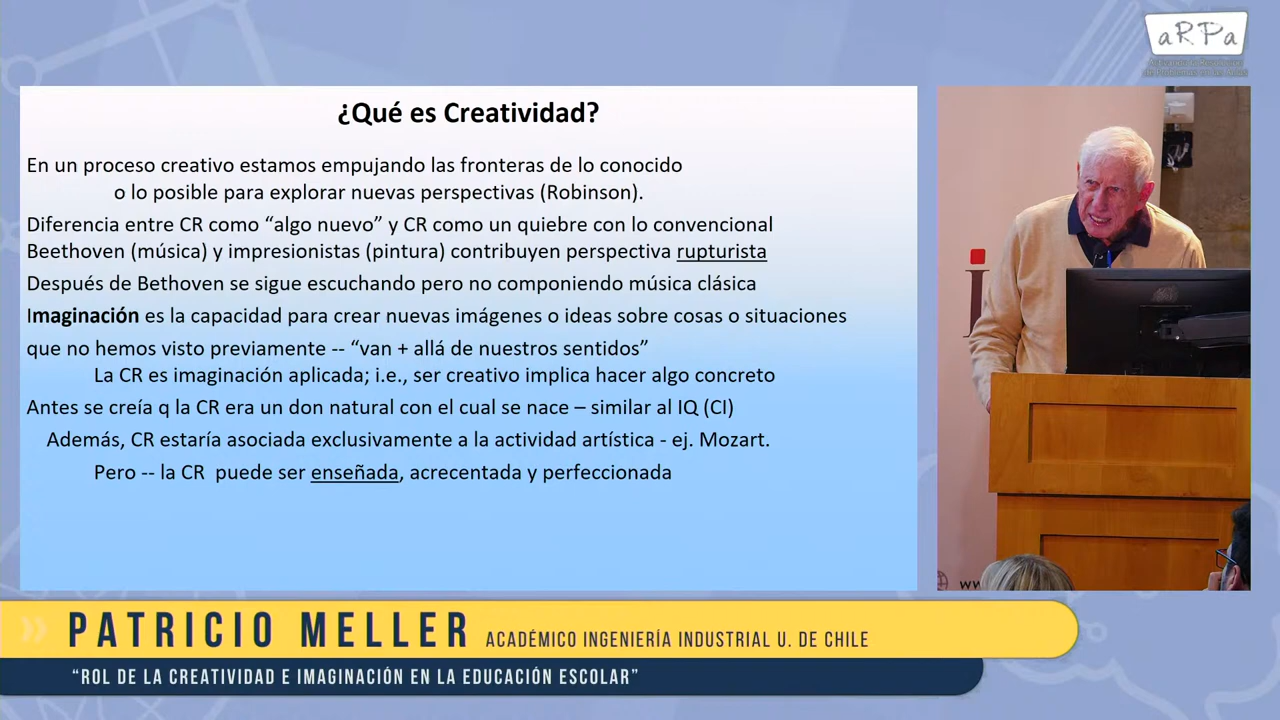 aRPa
¿Qué es Creatividad?
En un proceso creativo estamos empujando las fronteras de lo conocido
o lo posible para explorar nuevas perspectivas (Robinson).
Diferencia entre CR como “algo nuevo” y CR como un quiebre con lo convencional
Beethoven (música) y impresionistas (pintura) contribuyen perspectiva rupturista
Después de Bethoven se sigue escuchando pero no componiendo música clásica
Imaginación es la capacidad para crear nuevas imágenes o ideas sobre cosas o situaciones
que no hemos visto previamente -- “van + allá de nuestros sentidos”
La CR es imaginación aplicada; i.e., ser creativo implica hacer algo concreto
Antes se creía q la CR era un don natural con el cual se nace – similar al IQ (CI)
Además, CR estaría asociada exclusivamente a la actividad artística - ej. Mozart.
Pero -- la CR puede ser enseñada, acrecentada y perfeccionada
PATRICIO MELLER ACADÉMICO INGENIERÍA INDUSTRIAL U. DE CHILE
“ROL DE LA CREATIVIDAD E IMAGINACIÓN EN LA EDUCACIÓN ESCOLAR”